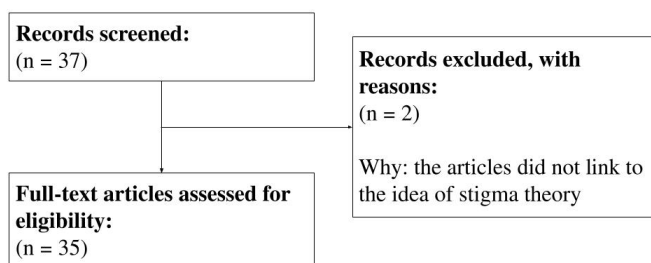 Records screened:
(n = 37)
Records excluded, with
reasons:
(n = 2)
Why: the articles did not link to
the idea of stigma theory
Full-text articles assessed for
eligibility:
(n = 35)